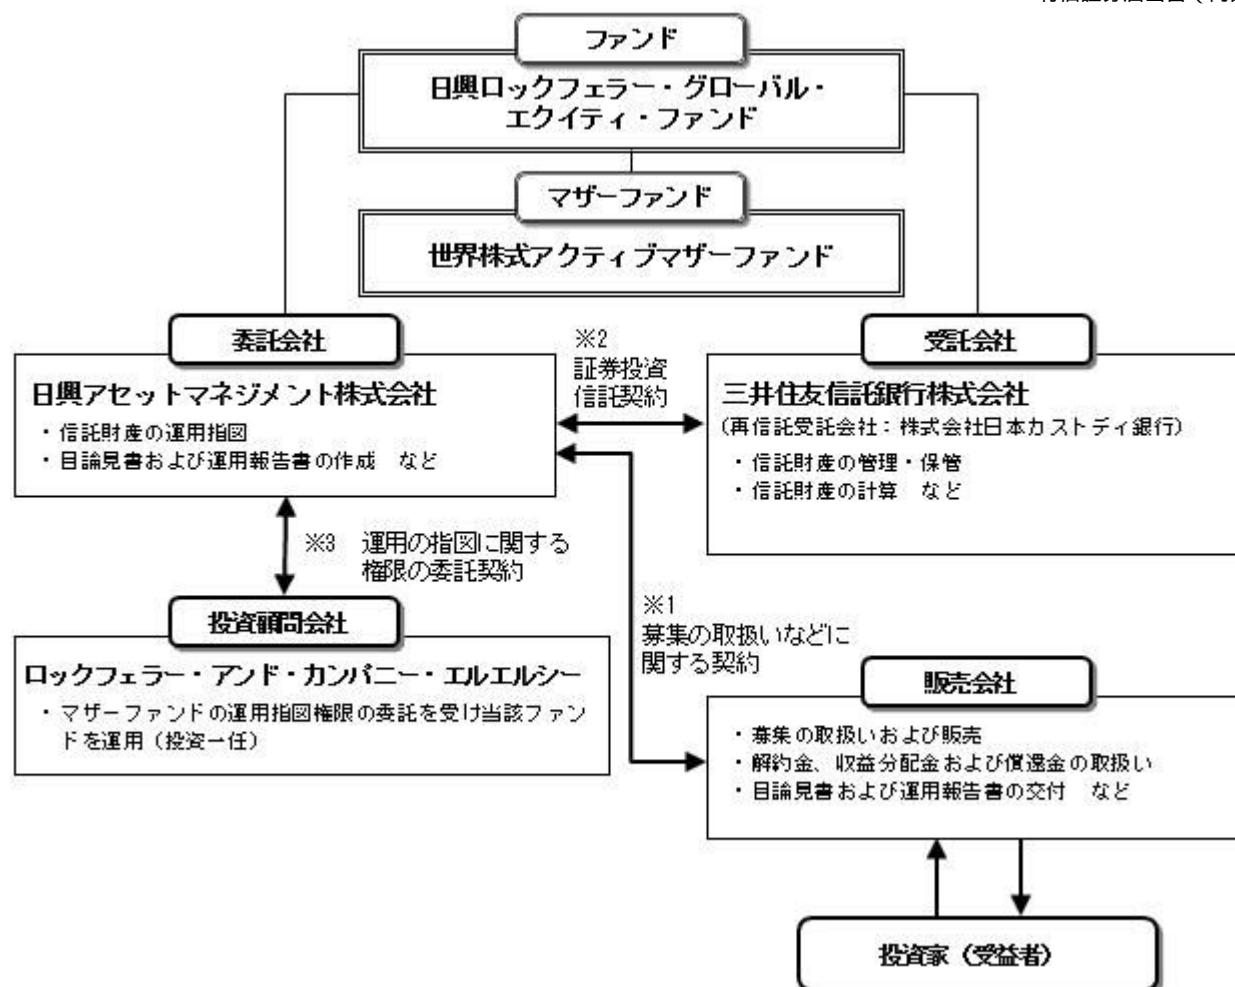 ファンド
日興ロックフェラー・グローバル・
エクイティ・ファンド
マザーファンド
世界株式アクティブマザーファンド
委託会社
日興アセットマネジメント株式会社
・信託財産の運用指図
・目論見書および運用報告書の作成　など
※2
証券投資
信託契約
受託会社
三井住友信託銀行株式会社
(再信託受託会社：株式会社日本カストディ銀行)
・信託財産の管理・保管
・信託財産の計算　など
※3　運用の指図に関する
権限の委託契約
投資顧問会社
ロックフェラー・アンド・カンパニー・エルエルシー
・マザーファンドの運用指図権限の委託を受け当該ファン
ドを運用（投資一任）
※1
募集の取扱いなどに
関する契約
販売会社
・募集の取扱いおよび販売
・解約金、収益分配金および償還金の取扱い
・目論見書および運用報告書の交付　など
投資家（受益者）